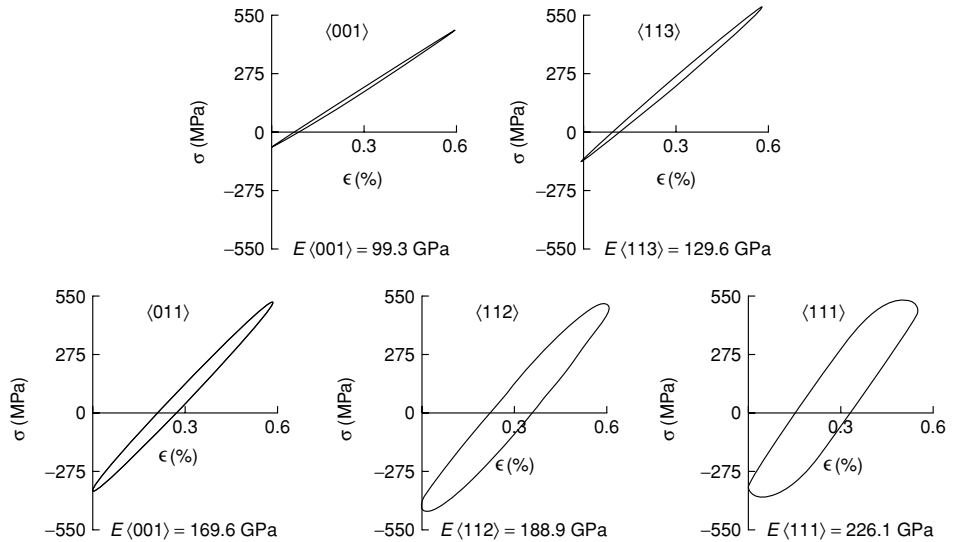 550
⟨001⟩
275
0
0.3
0.6
σ (MPa)
ϵ (%)
−275
−550
E ⟨001⟩ = 99.3 GPa
550
⟨113⟩
275
0
0.3
0.6
σ (MPa)
ϵ (%)
−275
−550
E ⟨113⟩ = 129.6 GPa
550
⟨011⟩
275
0
0.3
0.6
σ (MPa)
ϵ (%)
−275
−550
E ⟨001⟩ = 169.6 GPa
550
⟨112⟩
275
0
0.3
0.6
σ (MPa)
ϵ (%)
−275
−550
E ⟨112⟩ = 188.9 GPa
550
⟨111⟩
275
0
0.3
0.6
σ (MPa)
ϵ (%)
−275
−550
E ⟨111⟩ = 226.1 GPa